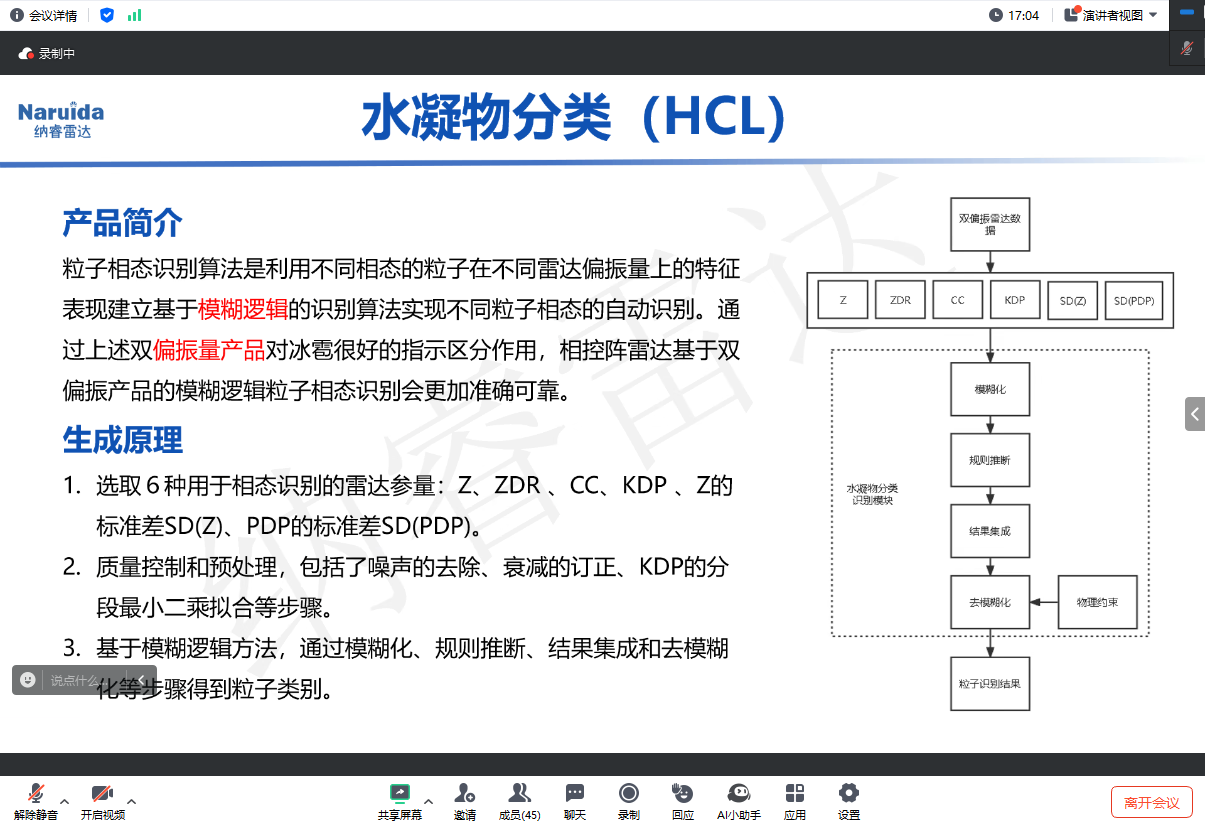 会议详情
17:04
演讲者视图
录制中
Naruida
纳睿雷达
水凝物分类（HCL）
产品简介
粒子相态识别算法是利用不同相态的粒子在不同雷达偏振量上的特征
表现建立基于模糊逻辑的识别算法实现不同粒子相态的自动识别。通
过上述双偏振量产品对冰雹很好的指示区分作用，相控阵雷达基于双
偏振产品的模糊逻辑粒子相态识别会更加准确可靠。
生成原理
1. 选取６种用于相态识别的雷达参量：Z、ZDR 、CC、KDP 、Z的
标准差SD(Z)、PDP的标准差SD(PDP)。
2. 质量控制和预处理，包括了噪声的去除、衰减的订正、KDP的分
段最小二乘拟合等步骤。
3. 基于模糊逻辑方法，通过模糊化、规则推断、结果集成和去模糊
化等步骤得到粒子类别。
双偏振雷达数
据
Z
ZDR
CC
KDP
SD(Z)
SD(PDP)
模糊化
规则推断
水凝物分类
识别模块
结果集成
去模糊化
物理约束
粒子识别结果
纳睿雷达
说点什么...
解除静音
开启视频
共享屏幕
邀请
成员(45)
聊天
录制
回应
AI小助手
应用
设置
离开会议